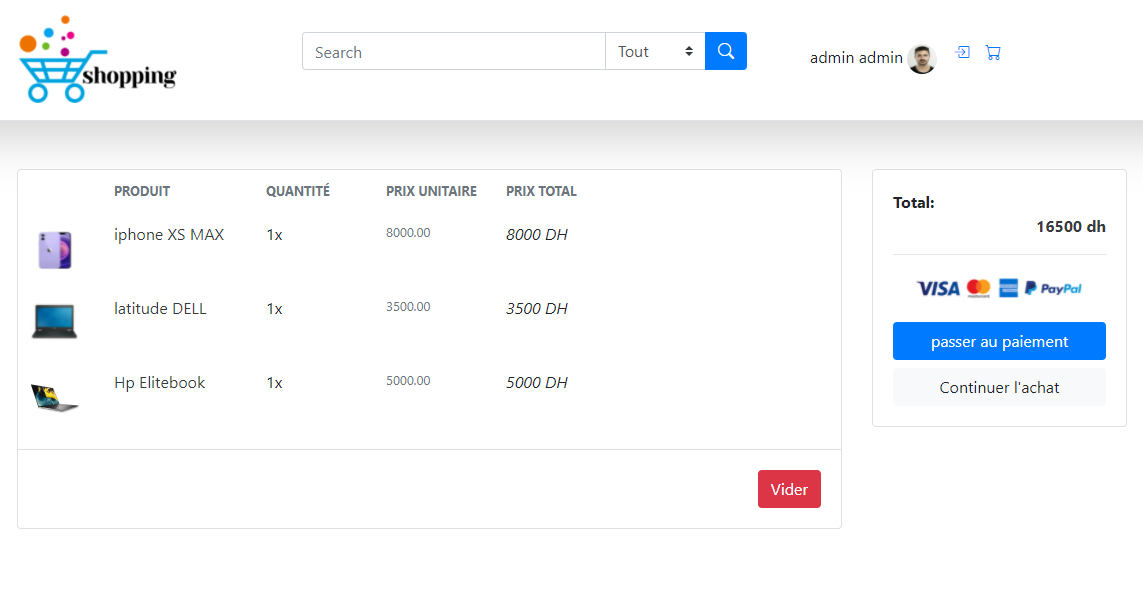 shopping
Search
Tout
admin admin
PRODUIT QUANTITÉ PRIX UNITAIRE PRIX TOTAL
iphone XS MAX 1x 8000.00 8000 DH
latitude DELL 1x 3500.00 3500 DH
Hp Elitebook 1x 5000.00 5000 DH
Vider
Total:
16500 dh
VISA PayPal
passer au paiement
Continuer l'achat